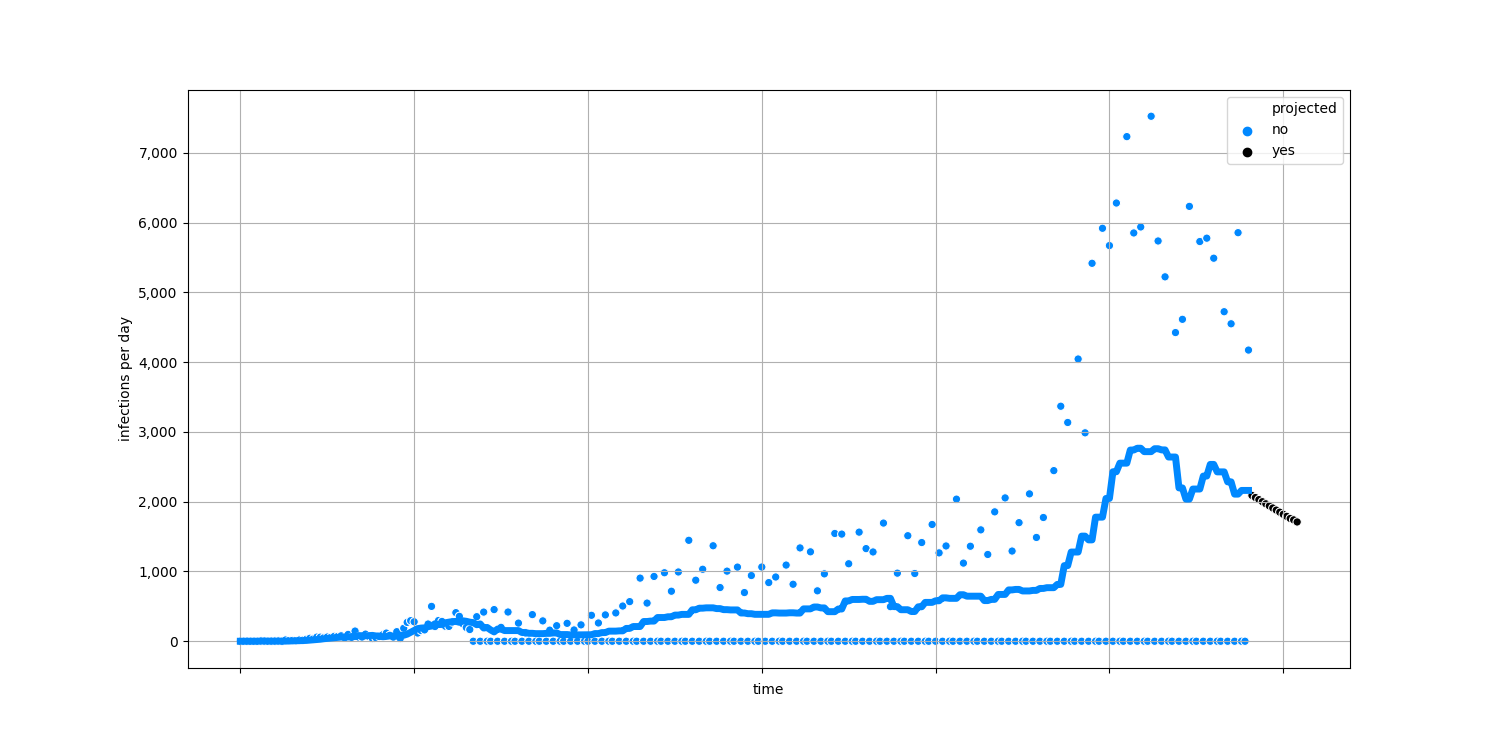 projected
no
yes
7,000
6,000
5,000
4,000
3,000
2,000
1,000
0
infections per day
time